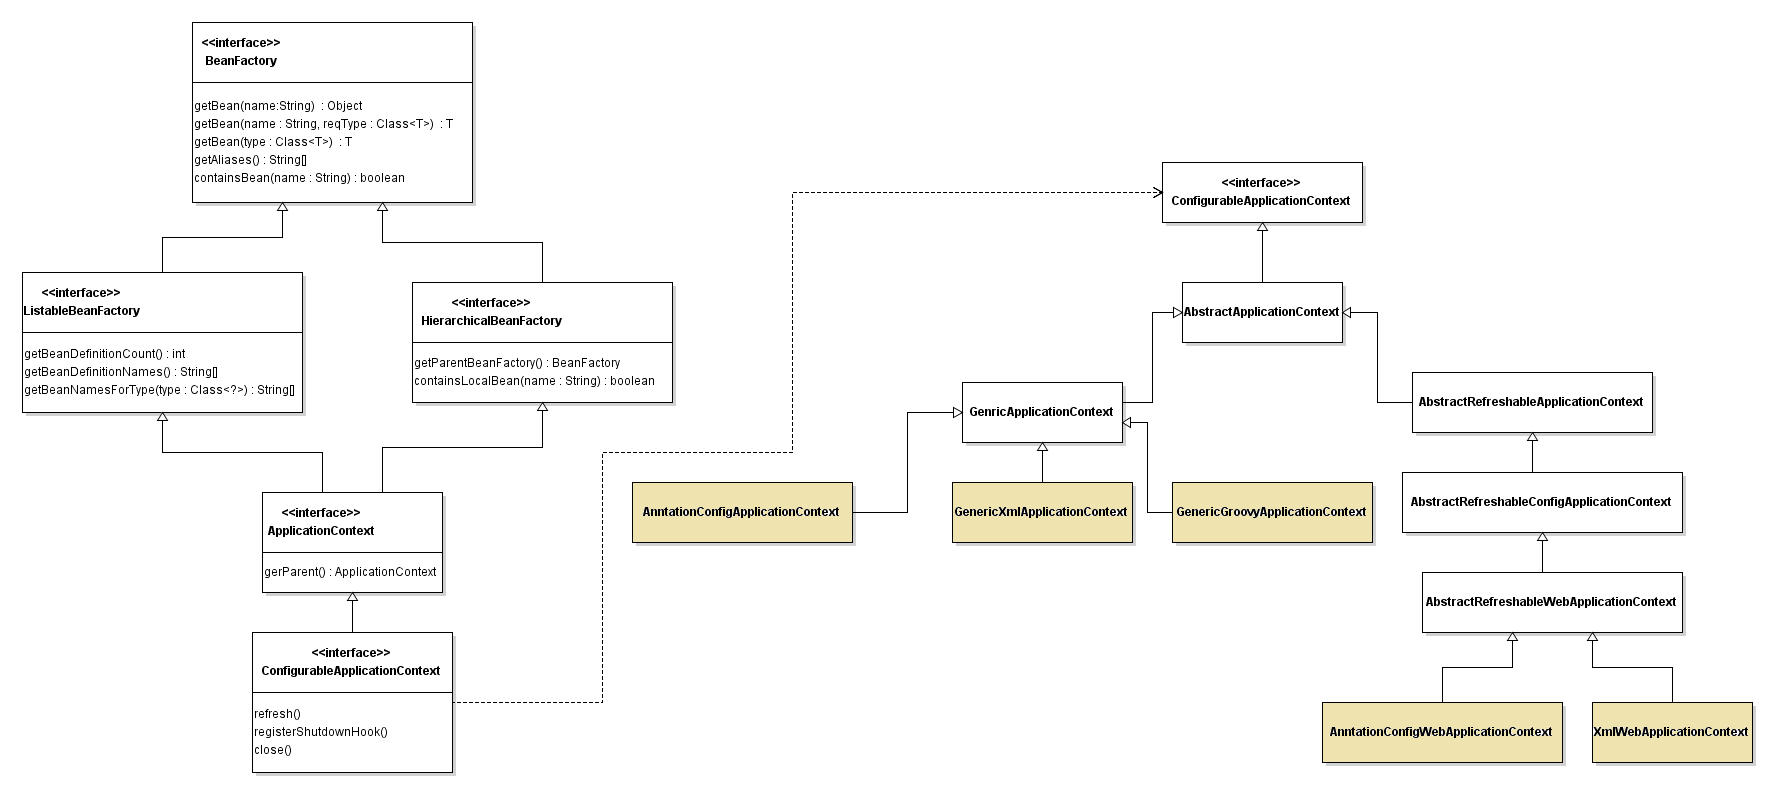 <<interface>>
BeanFactory
getBean(name:String)  : Object
getBean(name : String, reqType : Class<T>)  : T
getBean(type : Class<T>)  : T
getAliases() : String[]
containsBean(name : String) : boolean
<<interface>>
ListableBeanFactory
getBeanDefinitionCount() : int
getBeanDefinitionNames() : String[]
getBeanNamesForType(type : Class<?>) : String[]
<<interface>>
HierarchicalBeanFactory
getParentBeanFactory() : BeanFactory
containsLocalBean(name : String) : boolean
<<interface>>
ApplicationContext
gerParent() : ApplicationContext
<<interface>>
ConfigurableApplicationContext
refresh()
registerShutdownHook()
close()
<<interface>>
ConfigurableApplicationContext
AbstractApplicationContext
GenricApplicationContext
AbstractRefreshableApplicationContext
AnntationConfigApplicationContext
GenericXmlApplicationContext
GenericGroovyApplicationContext
AbstractRefreshableConfigApplicationContext
AbstractRefreshableWebApplicationContext
AnntationConfigWebApplicationContext
XmlWebApplicationContext